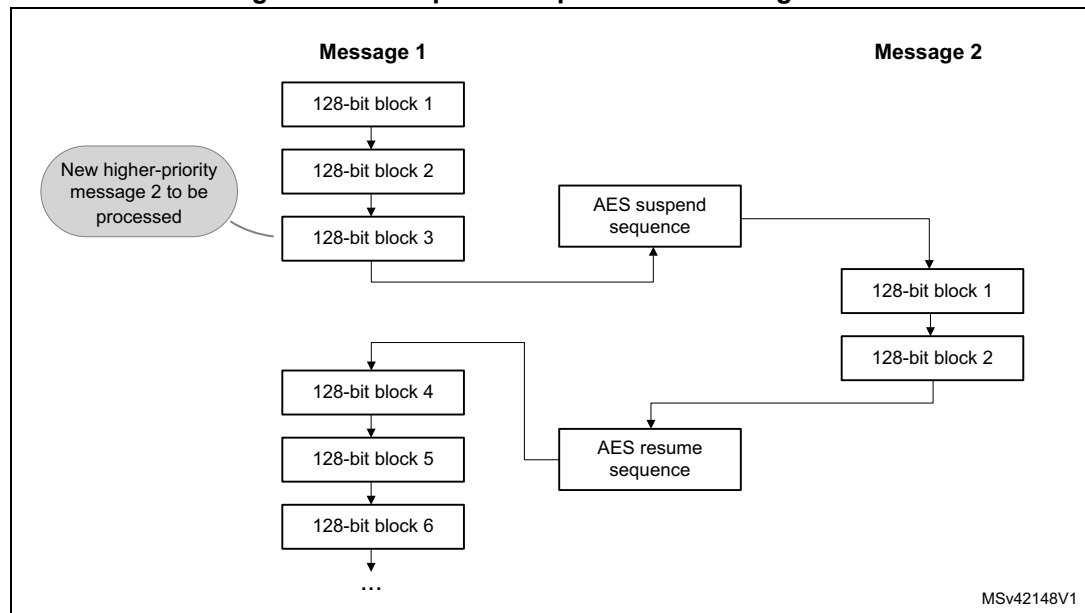 Message 1
Message 2
128-bit block 1
128-bit block 2
128-bit block 3
New higher-priority
message 2 to be
processed
AES suspend
sequence
128-bit block 1
128-bit block 2
AES resume
sequence
128-bit block 4
128-bit block 5
128-bit block 6
...
MSv42148V1